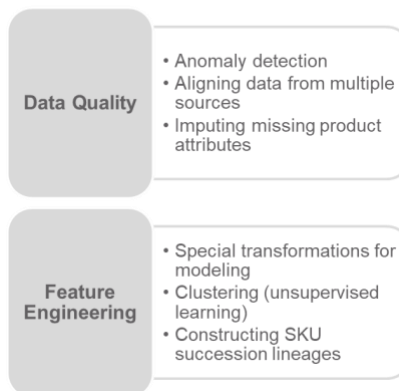 Data Quality
• Anomaly detection
• Aligning data from multiple
sources
• Imputing missing product
attributes
Feature
Engineering
• Special transformations for
modeling
• Clustering (unsupervised
learning)
• Constructing SKU
succession lineages